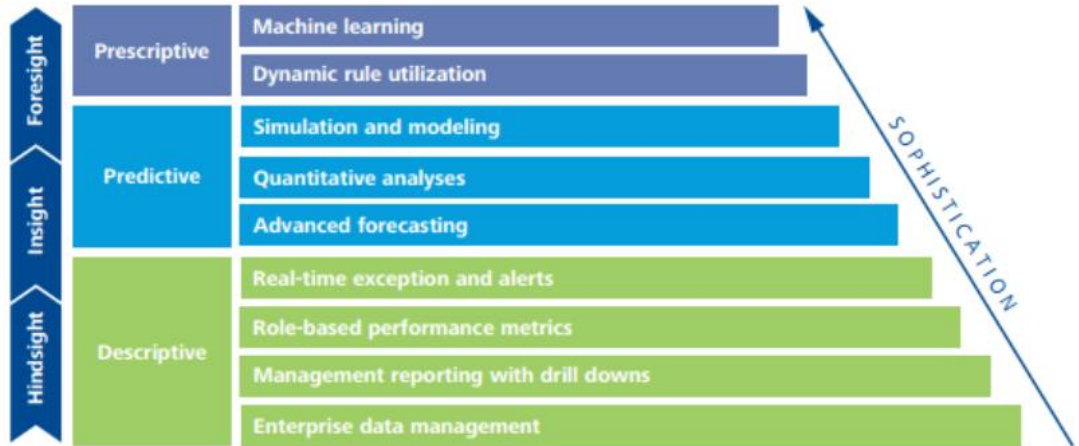 Foresight
Insight
Hindsight
Prescriptive
Machine learning
Dynamic rule utilization
Predictive
Simulation and modeling
Quantitative analyses
Advanced forecasting
Descriptive
Real-time exception and alerts
Role-based performance metrics
Management reporting with drill downs
Enterprise data management
SOPHISTICATION